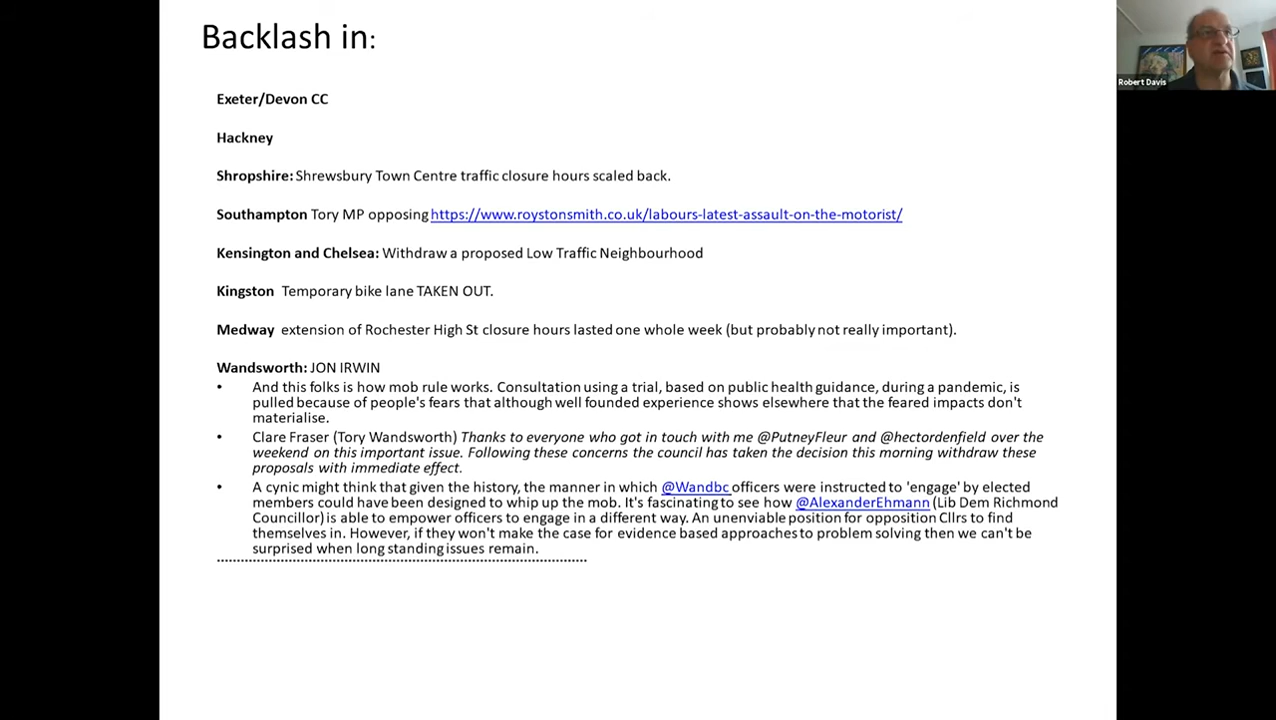 Backlash in:
Robert Davis
Exeter/Devon CC
Hackney
Shropshire: Shrewsbury Town Centre traffic closure hours scaled back.
Southampton Tory MP opposing https://www.roystonsmith.co.uk/labours-latest-assault-on-the-motorist/
Kensington and Chelsea: Withdraw a proposed Low Traffic Neighbourhood
Kingston Temporary bike lane TAKEN OUT.
Medway extension of Rochester High St closure hours lasted one whole week (but probably not really important).
Wandsworth: JON IRWIN
• And this folks is how mob rule works. Consultation using a trial, based on public health guidance, during a pandemic, is
pulled because of people's fears that although well founded experience shows elsewhere that the feared impacts don't
materialise.
• Clare Fraser (Tory Wandsworth) Thanks to everyone who got in touch with me @PutneyFleur and @hectordenfield over the
weekend on this important issue. Following these concerns the council has taken the decision this morning withdraw these
proposals with immediate effect.
• A cynic might think that given the history, the manner in which @Wandbc officers were instructed to 'engage' by elected
members could have been designed to whip up the mob. It's fascinating to see how @AlexanderEhmann (Lib Dem Richmond
Councillor) is able to empower officers to engage in a different way. An unenviable position for opposition Cllrs to find
themselves in. However, if they won't make the case for evidence based approaches to problem solving then we can't be
surprised when long standing issues remain.